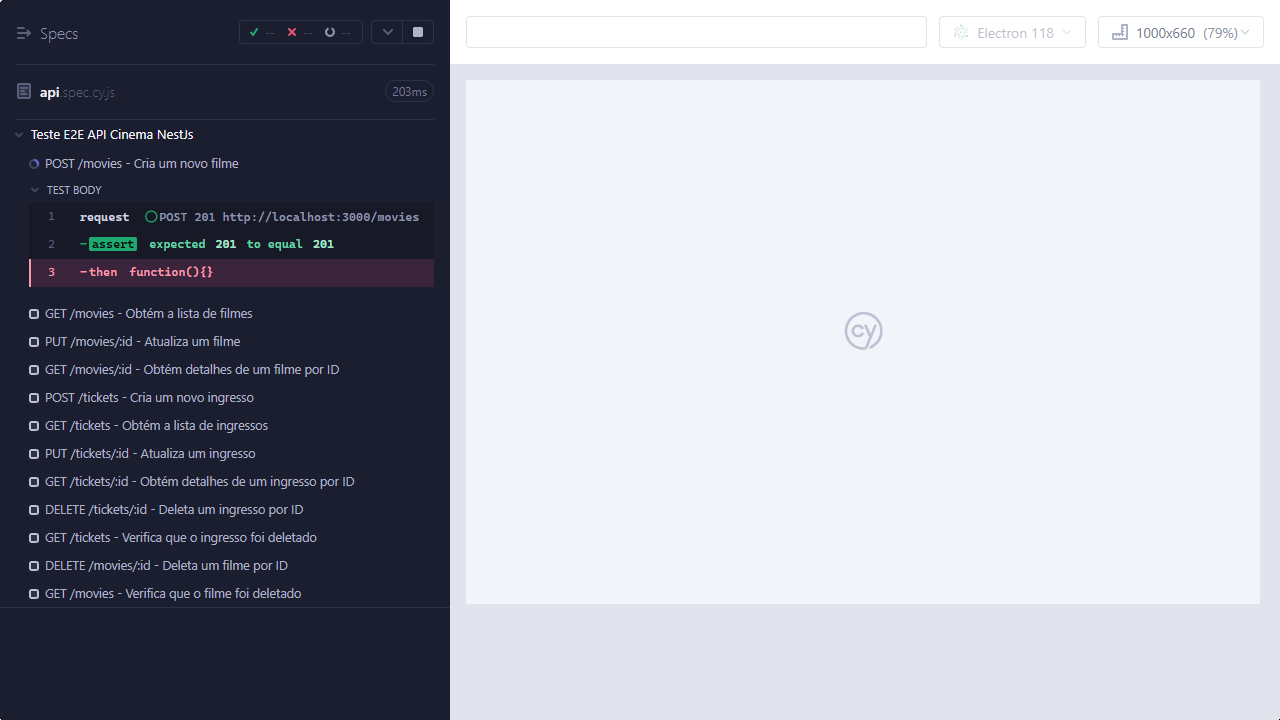 Specs
-- -- --
Electron 118
1000x660 (79%)
api.spec.cy.js
203ms
Teste E2E API Cinema NestJs
POST /movies - Cria um novo filme
TEST BODY
1 request POST 201 http://localhost:3000/movies
2 -assert expected 201 to equal 201
3 -then function(){}
GET /movies - Obtém a lista de filmes
PUT /movies/:id - Atualiza um filme
GET /movies/:id - Obtém detalhes de um filme por ID
POST /tickets - Cria um novo ingresso
GET /tickets - Obtém a lista de ingressos
PUT /tickets/:id - Atualiza um ingresso
GET /tickets/:id - Obtém detalhes de um ingresso por ID
DELETE /tickets/:id - Deleta um ingresso por ID
GET /tickets - Verifica que o ingresso foi deletado
DELETE /movies/:id - Deleta um filme por ID
GET /movies - Verifica que o filme foi deletado
cy